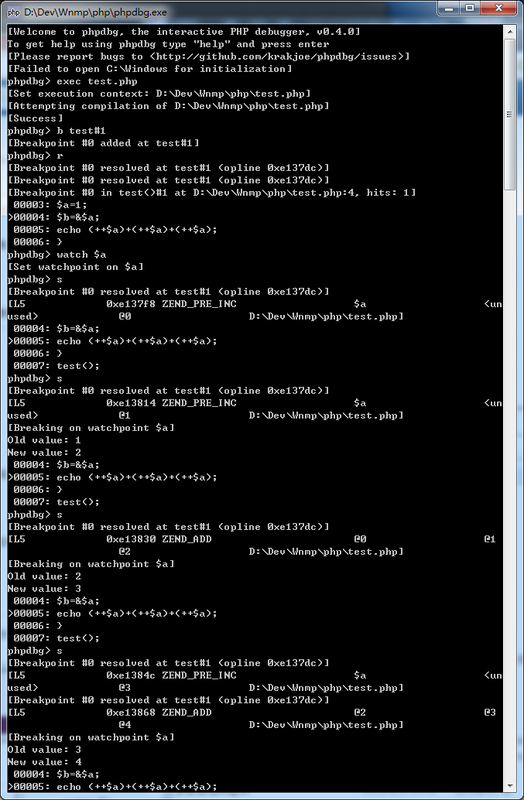 php D:\Dev\Wnmp\php\phpdbg.exe
[Welcome to phpdbg, the interactive PHP debugger, v0.4.0]
To get help using phpdbg type "help" and press enter
[Please report bugs to <http://github.com/krakjoe/phpdbg/issues>]
[Failed to open C:\Windows for initialization]
phpdbg> exec test.php
[Set execution context: D:\Dev\Wnmp\php\test.php]
[Attempting compilation of D:\Dev\Wnmp\php\test.php]
[Success]
phpdbg> b test#1
[Breakpoint #0 added at test#1]
phpdbg> r
[Breakpoint #0 resolved at test#1 (opline 0xe137dc)]
[Breakpoint #0 resolved at test#1 (opline 0xe137dc)]
[Breakpoint #0 in test()#1 at D:\Dev\Wnmp\php\test.php:4, hits: 1]
 00003: $a=1;
>00004: $b=&$a;
 00005: echo (++$a)+(++$a)+(++$a);
 00006: }
phpdbg> watch $a
[Set watchpoint on $a]
phpdbg> s
[Breakpoint #0 resolved at test#1 (opline 0xe137dc)]
[L5           0xe137f8 ZEND_PRE_INC                 $a                   <un
used>              @0                   D:\Dev\Wnmp\php\test.php]
 00004: $b=&$a;
>00005: echo (++$a)+(++$a)+(++$a);
 00006: }
 00007: test();
phpdbg> s
[Breakpoint #0 resolved at test#1 (opline 0xe137dc)]
[L5           0xe13814 ZEND_PRE_INC                 $a                   <un
used>              @1                   D:\Dev\Wnmp\php\test.php]
[Breaking on watchpoint $a]
Old value: 1
New value: 2
 00004: $b=&$a;
>00005: echo (++$a)+(++$a)+(++$a);
 00006: }
 00007: test();
phpdbg> s
[Breakpoint #0 resolved at test#1 (opline 0xe137dc)]
[L5           0xe13830 ZEND_ADD                     @0                   @1
                   @2                   D:\Dev\Wnmp\php\test.php]
[Breaking on watchpoint $a]
Old value: 2
New value: 3
 00004: $b=&$a;
>00005: echo (++$a)+(++$a)+(++$a);
 00006: }
 00007: test();
phpdbg> s
[Breakpoint #0 resolved at test#1 (opline 0xe137dc)]
[L5           0xe1384c ZEND_PRE_INC                 $a                   <un
used>              @3                   D:\Dev\Wnmp\php\test.php]
[Breakpoint #0 resolved at test#1 (opline 0xe137dc)]
[L5           0xe13868 ZEND_ADD                     @2                   @3
                   @4                   D:\Dev\Wnmp\php\test.php]
[Breaking on watchpoint $a]
Old value: 3
New value: 4
 00004: $b=&$a;
>00005: echo (++$a)+(++$a)+(++$a);